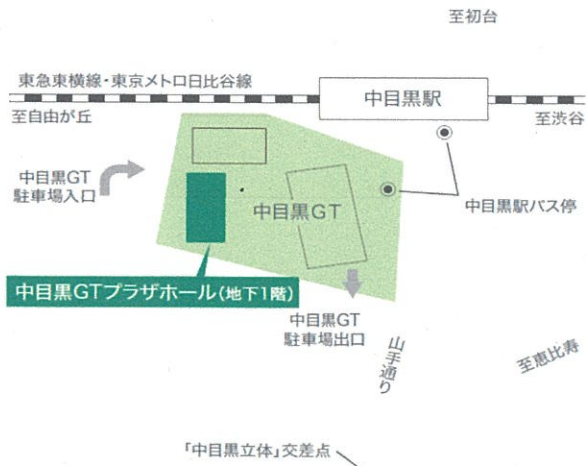 至初台
東急東横線・東京メトロ日比谷線
中目黒駅
至自由が丘
至渋谷
中目黒GT
駐車場入口
中目黒GT
中目黒駅バス停
中目黒GTプラザホール(地下1階)
中目黒GT
駐車場出口
山手通り
至恵比寿
「中目黒立体」交差点